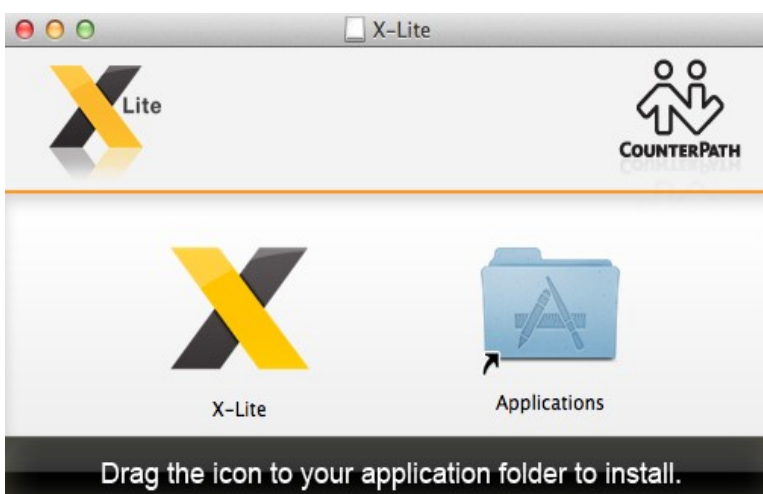 X-Lite
Lite
COUNTERPATH
X-Lite
Applications
Drag the icon to your application folder to install.